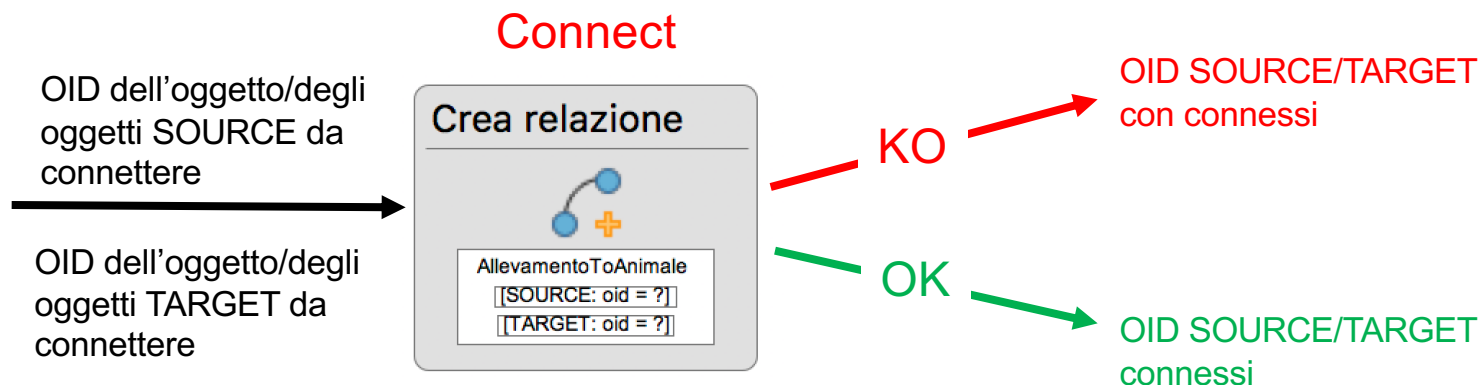 Connect
OID dell’oggetto/degli
oggetti SOURCE da
connettere
OID dell’oggetto/degli
oggetti TARGET da
connettere
Crea relazione
AllevamentoToAnimale
[SOURCE: oid = ?]
[TARGET: oid = ?]
KO
OID SOURCE/TARGET
con connessi
OK
OID SOURCE/TARGET
connessi